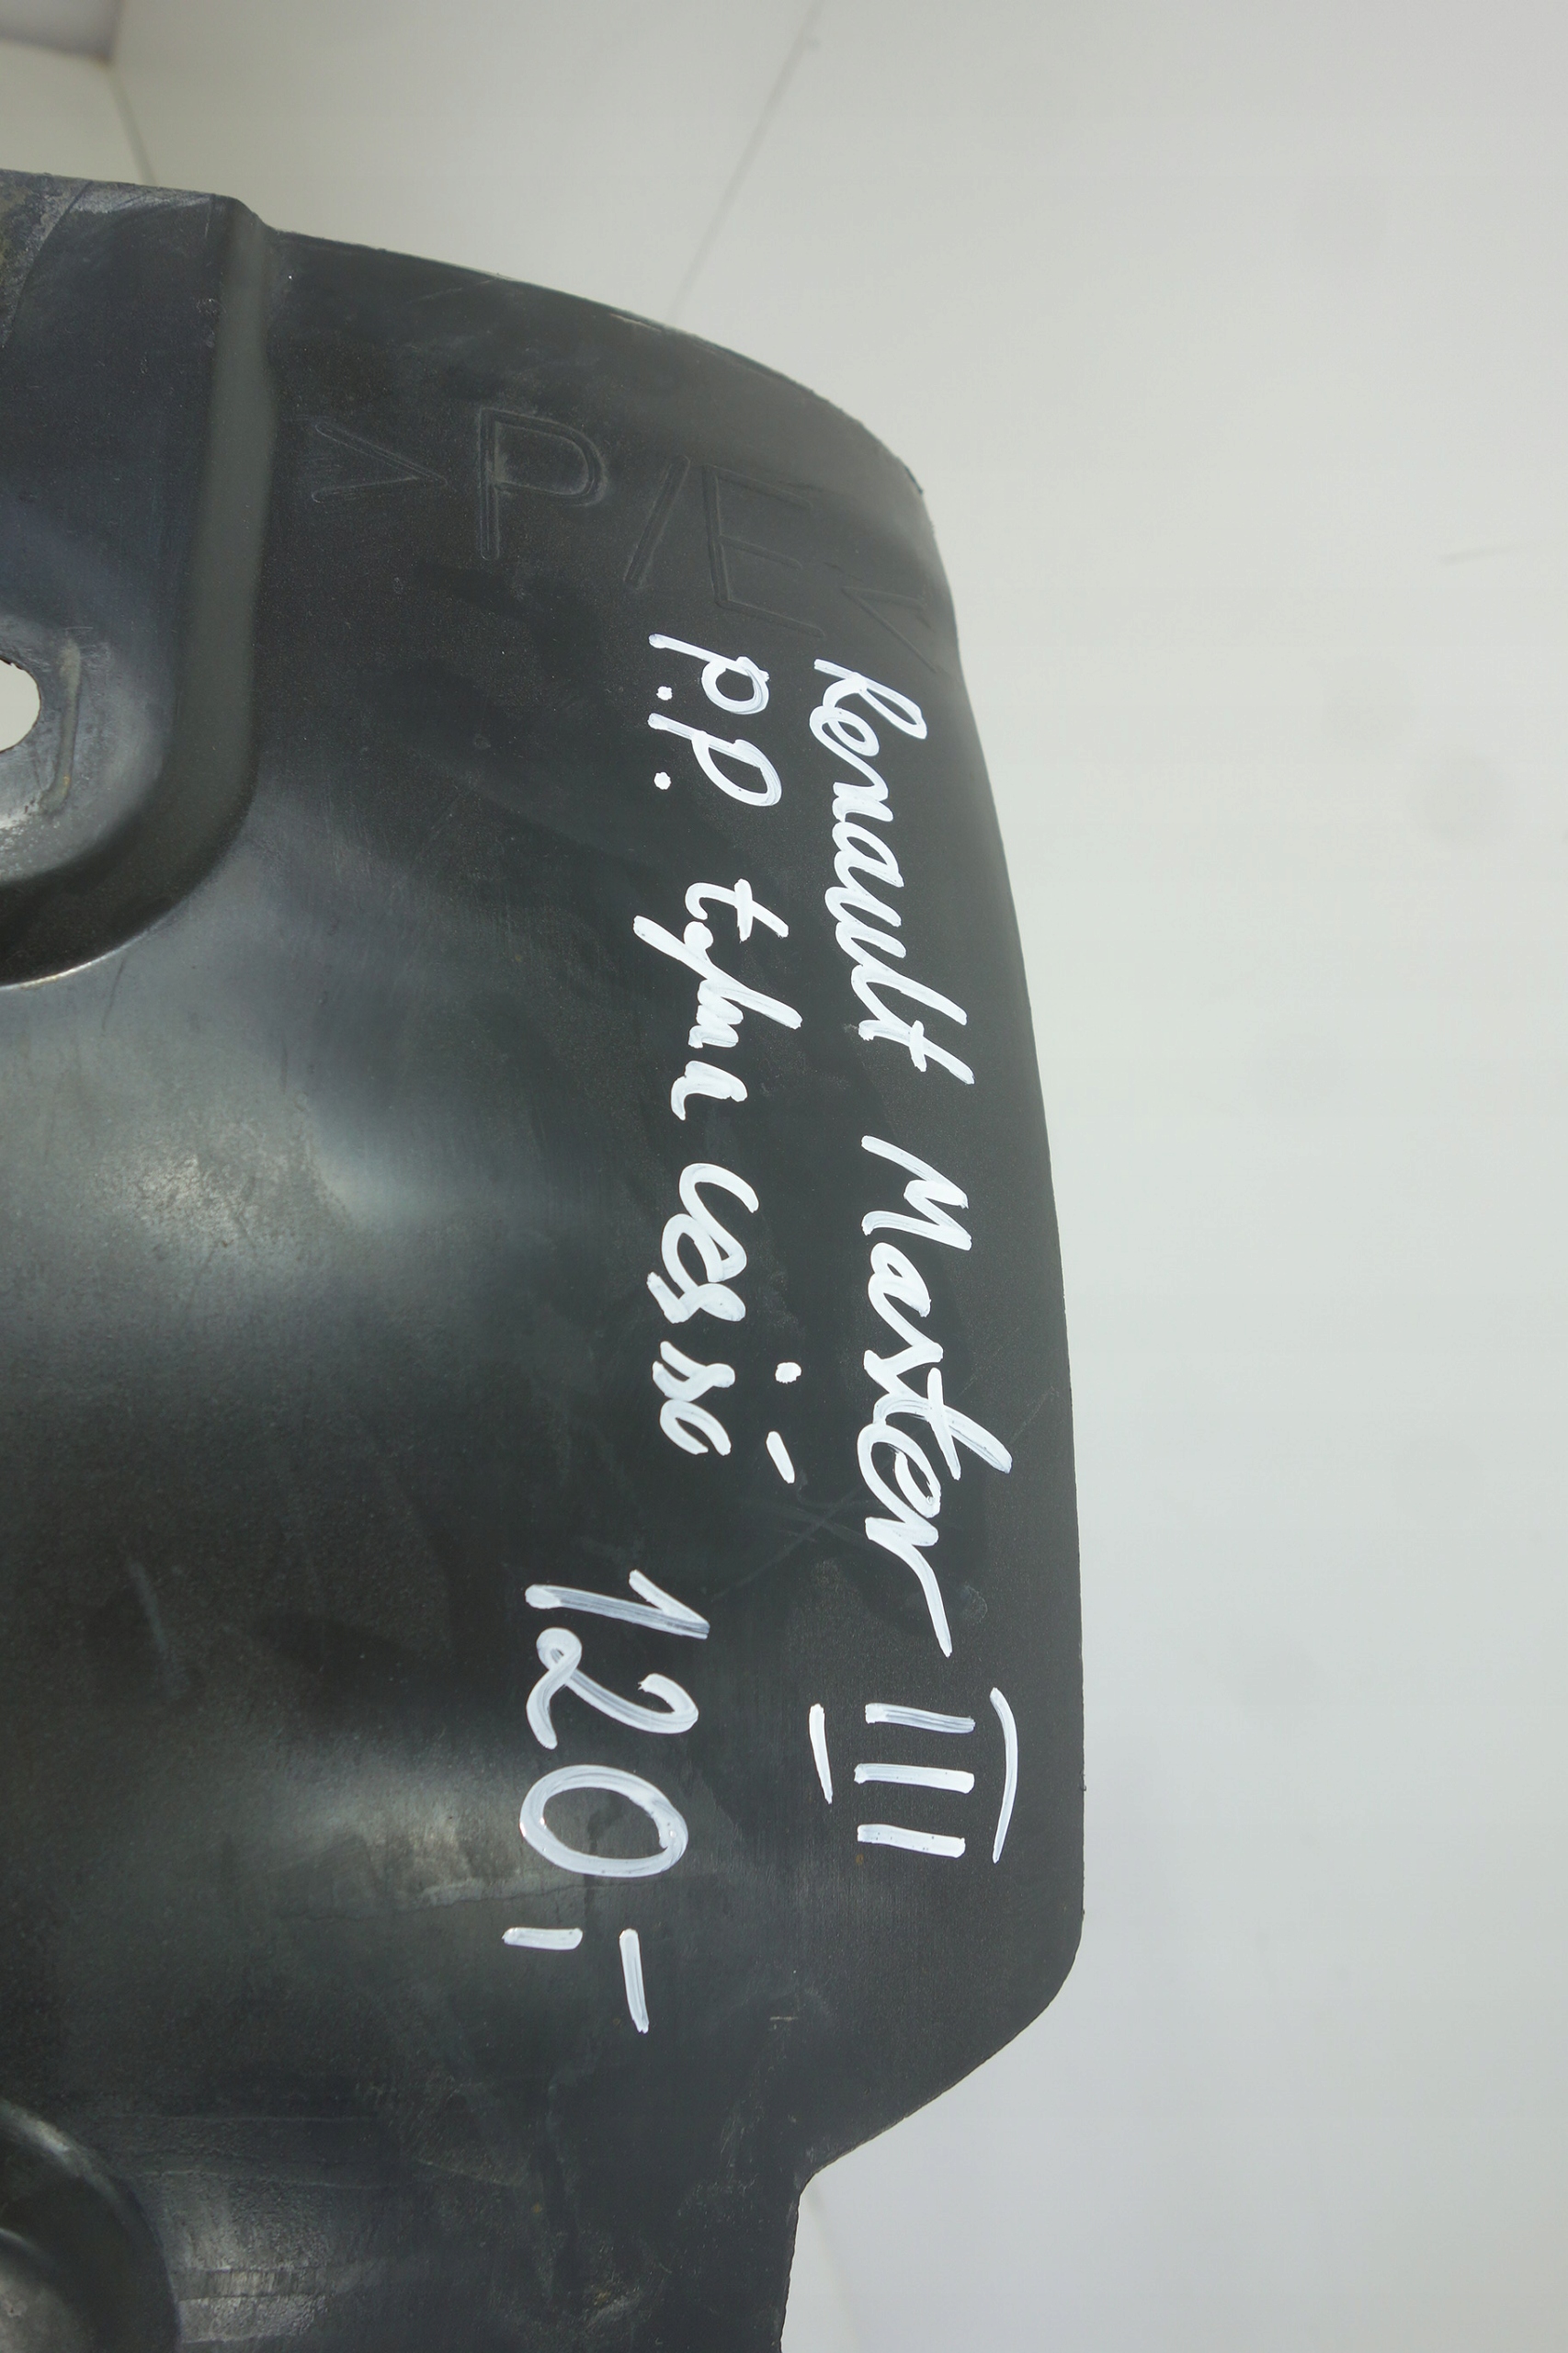 >P/E<
Renault Master III
P.P. tylna część
120,-